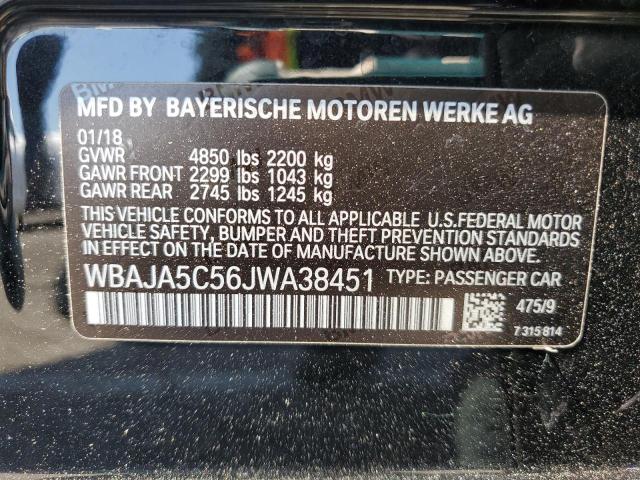 MFD BY BAYERISCHE MOTOREN WERKE AG
01/18
GVWR 4850 lbs 2200 kg
GAWR FRONT 2299 lbs 1043 kg
GAWR REAR 2745 lbs 1245 kg
THIS VEHICLE CONFORMS TO ALL APPLICABLE U.S.FEDERAL MOTOR
VEHICLE SAFETY, BUMPER AND THEFT PREVENTION STANDARDS
IN EFFECT ON THE DATE OF MANUFACTURE SHOWN ABOVE.
WBAJA5C56JWA38451 TYPE: PASSENGER CAR
475/9
7 315 814